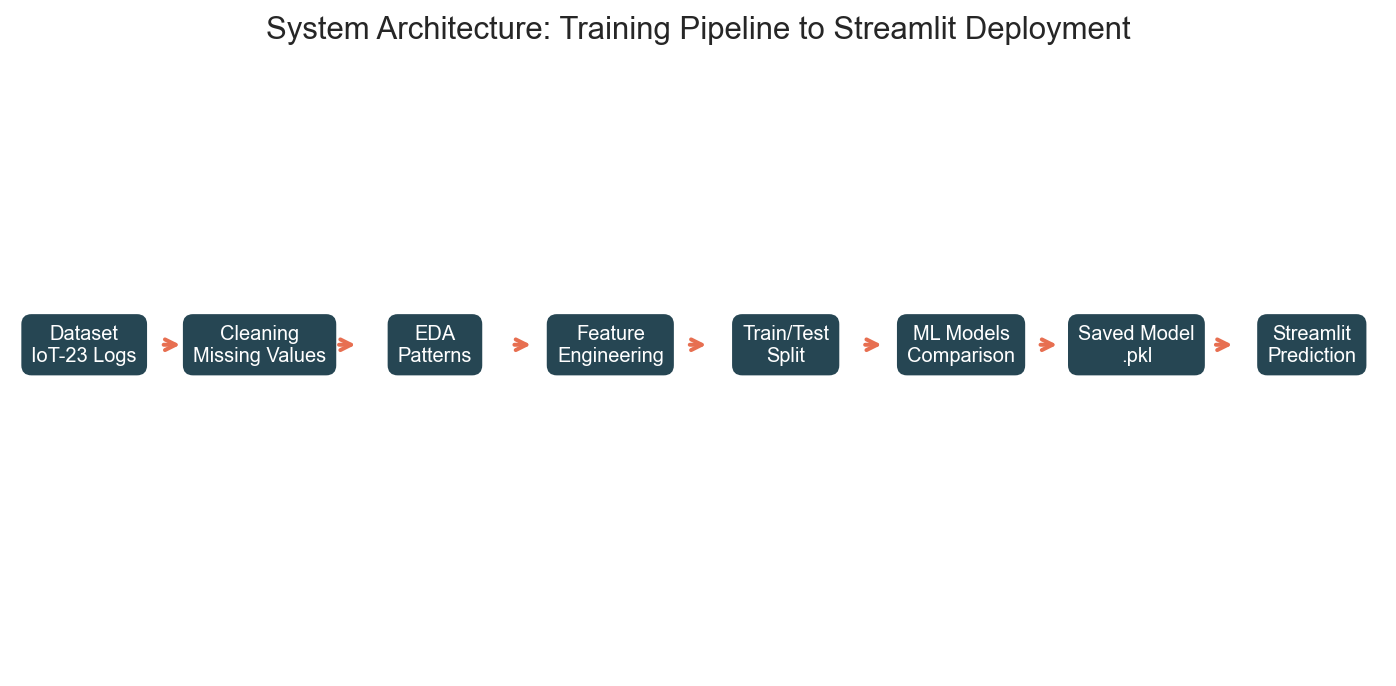 System Architecture: Training Pipeline to Streamlit Deployment
Dataset
IoT-23 Logs
Cleaning
Missing Values
EDA
Patterns
Feature
Engineering
Train/Test
Split
ML Models
Comparison
Saved Model
.pkl
Streamlit
Prediction